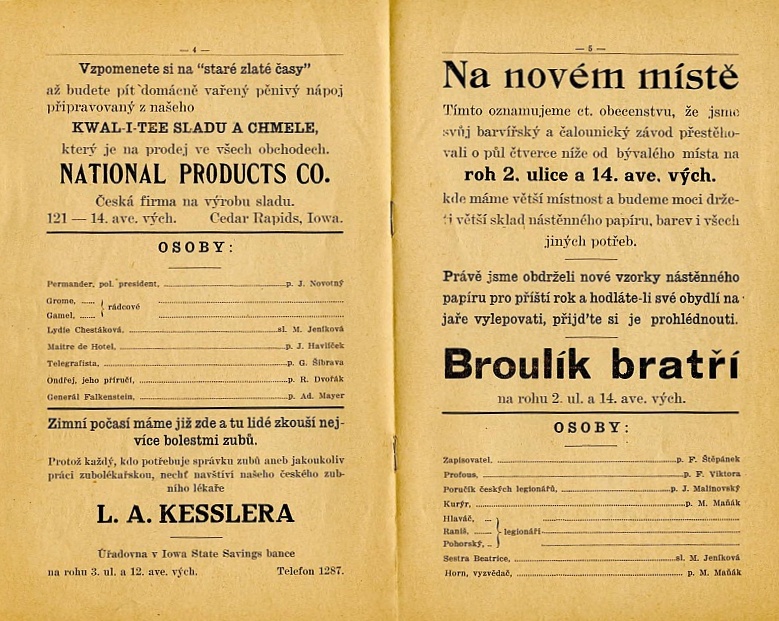 — 4 —
Vzpomenete si na "staré zlaté časy"
až budete pít domácně vařený pěnivý nápoj
připravovaný z našeho
KWAL-I-TEE SLADU A CHMELE,
který je na prodej ve všech obchodech.
NATIONAL PRODUCTS CO.
Česká firma na výrobu sladu.
121 — 14. ave. vých. Cedar Rapids, Iowa.
OSOBY:
Permander, pol. president, p. J. Novotný
Grome,
rádcové
Gamel,
Lydie Chestáková, sl. M. Jeníková
Maitre de Hotel, p. J. Havlíček
Telegrafista, p. G. Šíbrava
Ondřej, jeho příručí, p. R. Dvořák
Generál Falkenstein, p. Ad. Mayer
Zimní počasí máme již zde a tu lidé zkouší nej-
více bolestmi zubů.
Protož každý, kdo potřebuje správku zubů aneb jakoukoliv
práci zubolékařskou, nechť navštíví našeho českého zub-
ního lékaře
L. A. KESSLERA
Úřadovna v Iowa State Savings bance
na rohu 3. ul. a 12. ave. vých. Telefon 1287.
— 5 —
Na novém místě
Tímto oznamujeme ct. obecenstvu, že jsme
svůj barvířský a čalounický závod přestěho-
vali o půl čtverce níže od bývalého místa na
roh 2. ulice a 14. ave. vých.
kde máme větší místnost a budeme moci drže-
ti větší sklad nástěnného papíru, barev i všech
jiných potřeb.
Právě jsme obdrželi nové vzorky nástěnného
papíru pro příští rok a hodláte-li své obydlí na
jaře vylepovati, přijďte si je prohlédnouti.
Broulík bratří
na rohu 2. ul. a 14. ave. vých.
OSOBY:
Zapisovatel, p. F. Štěpánek
Profous, p. F. Viktora
Poručík českých legionářů, p. J. Malinovský
Kurýr, p. M. Maňák
Hlaváč,
Raniš, legionáři
Pohorský,
Sestra Beatrice, sl. M. Jeníková
Horn, vyzvědač, p. M. Maňák